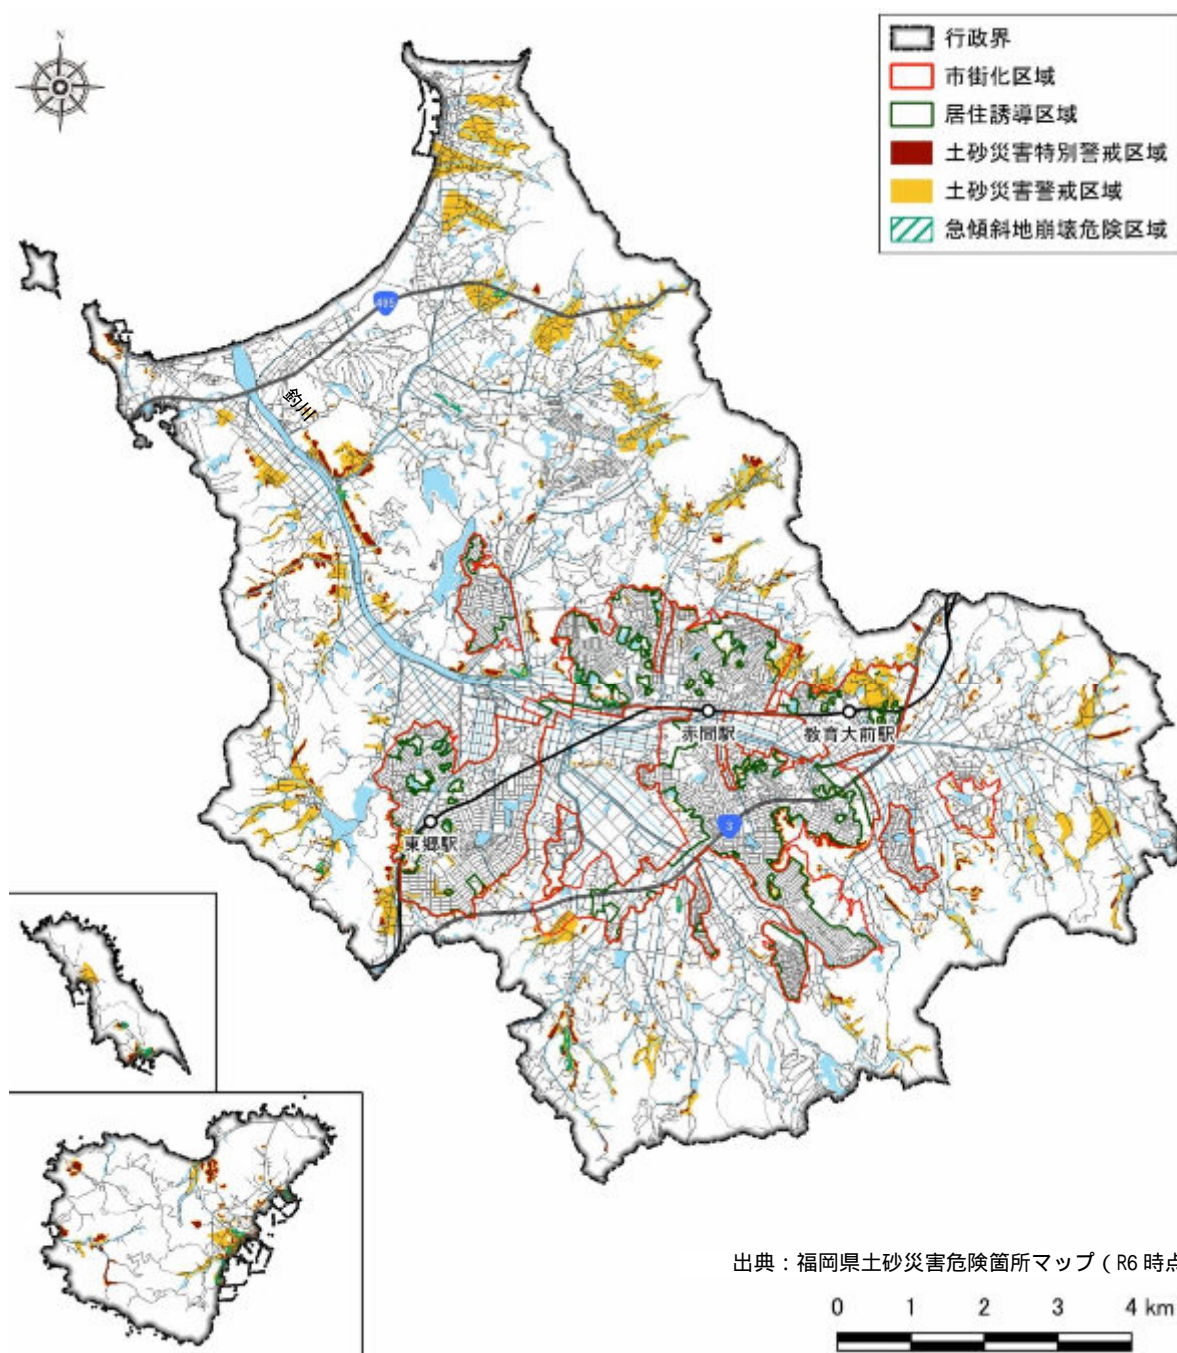 N
行政界
市街化区域
居住誘導区域
土砂災害特別警戒区域
土砂災害警戒区域
急傾斜地崩壊危険区域
495
釣川
赤間駅
教育大前駅
3
東郷駅
出典：福岡県土砂災害危険箇所マップ（R6 時点
0 1 2 3 4 km